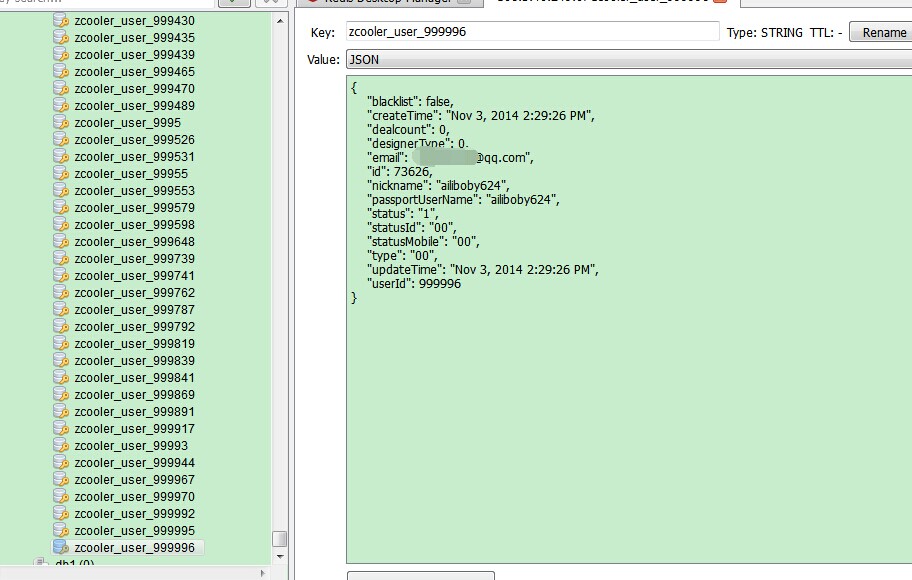 Redis Desktop Manager
zcooler_user_999430
zcooler_user_999435
zcooler_user_999439
zcooler_user_999465
zcooler_user_999470
zcooler_user_999489
zcooler_user_9995
zcooler_user_999526
zcooler_user_999531
zcooler_user_99955
zcooler_user_999553
zcooler_user_999579
zcooler_user_999598
zcooler_user_999648
zcooler_user_999739
zcooler_user_999741
zcooler_user_999762
zcooler_user_999787
zcooler_user_999792
zcooler_user_999819
zcooler_user_999839
zcooler_user_999841
zcooler_user_999869
zcooler_user_999891
zcooler_user_999917
zcooler_user_99993
zcooler_user_999944
zcooler_user_999967
zcooler_user_999970
zcooler_user_999992
zcooler_user_999995
zcooler_user_999996
db1 (0)
Key: zcooler_user_999996 Type: STRING TTL: - Rename
Value: JSON
{
"blacklist": false,
"createTime": "Nov 3, 2014 2:29:26 PM",
"dealcount": 0,
"designerType": 0,
"email": @qq.com",
"id": 73626,
"nickname": "ailiboby624",
"passportUserName": "ailiboby624",
"status": "1",
"statusId": "00",
"statusMobile": "00",
"type": "00",
"updateTime": "Nov 3, 2014 2:29:26 PM",
"userId": 999996
}